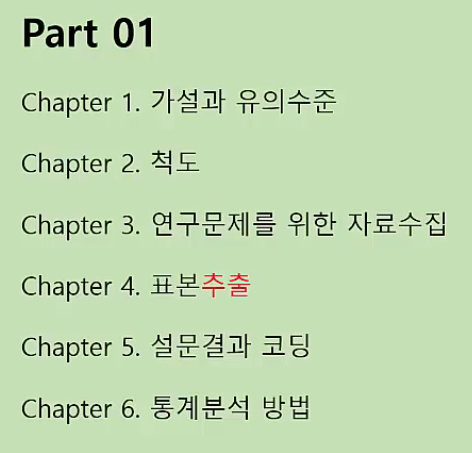 Part 01
Chapter 1. 가설과 유의수준
Chapter 2. 척도
Chapter 3. 연구문제를 위한 자료수집
Chapter 4. 표본추출
Chapter 5. 설문결과 코딩
Chapter 6. 통계분석 방법